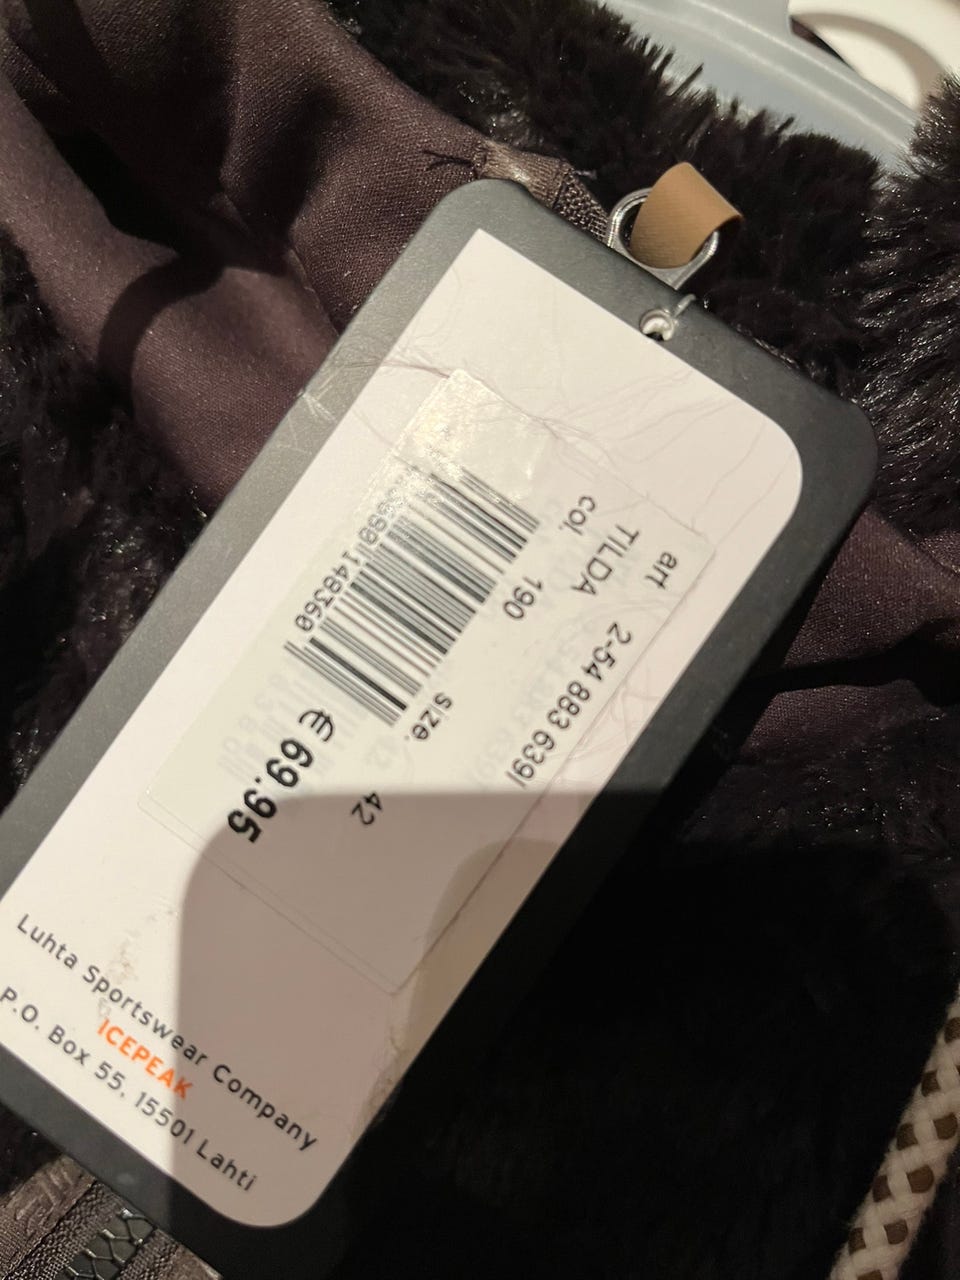 art 2-54 883 639I
TILDA
col. 190
size. 42
€ 69.95
Luhta Sportswear Company
ICEPEAK
P.O. Box 55, 15501 Lahti